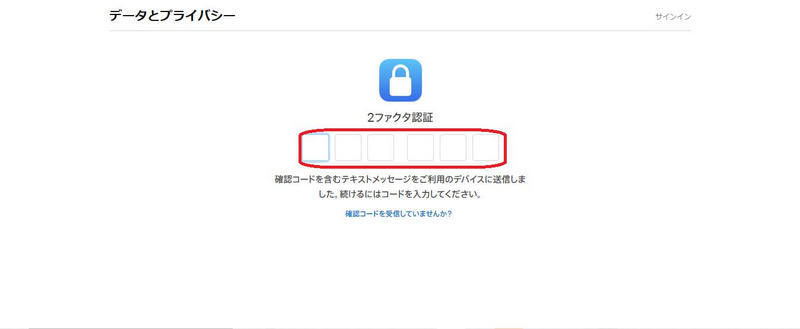 データとプライバシー
サインイン
2ファクタ認証
確認コードを含むテキストメッセージをご利用のデバイスに送信しま
した。続けるにはコードを入力してください。
確認コードを受信していませんか?